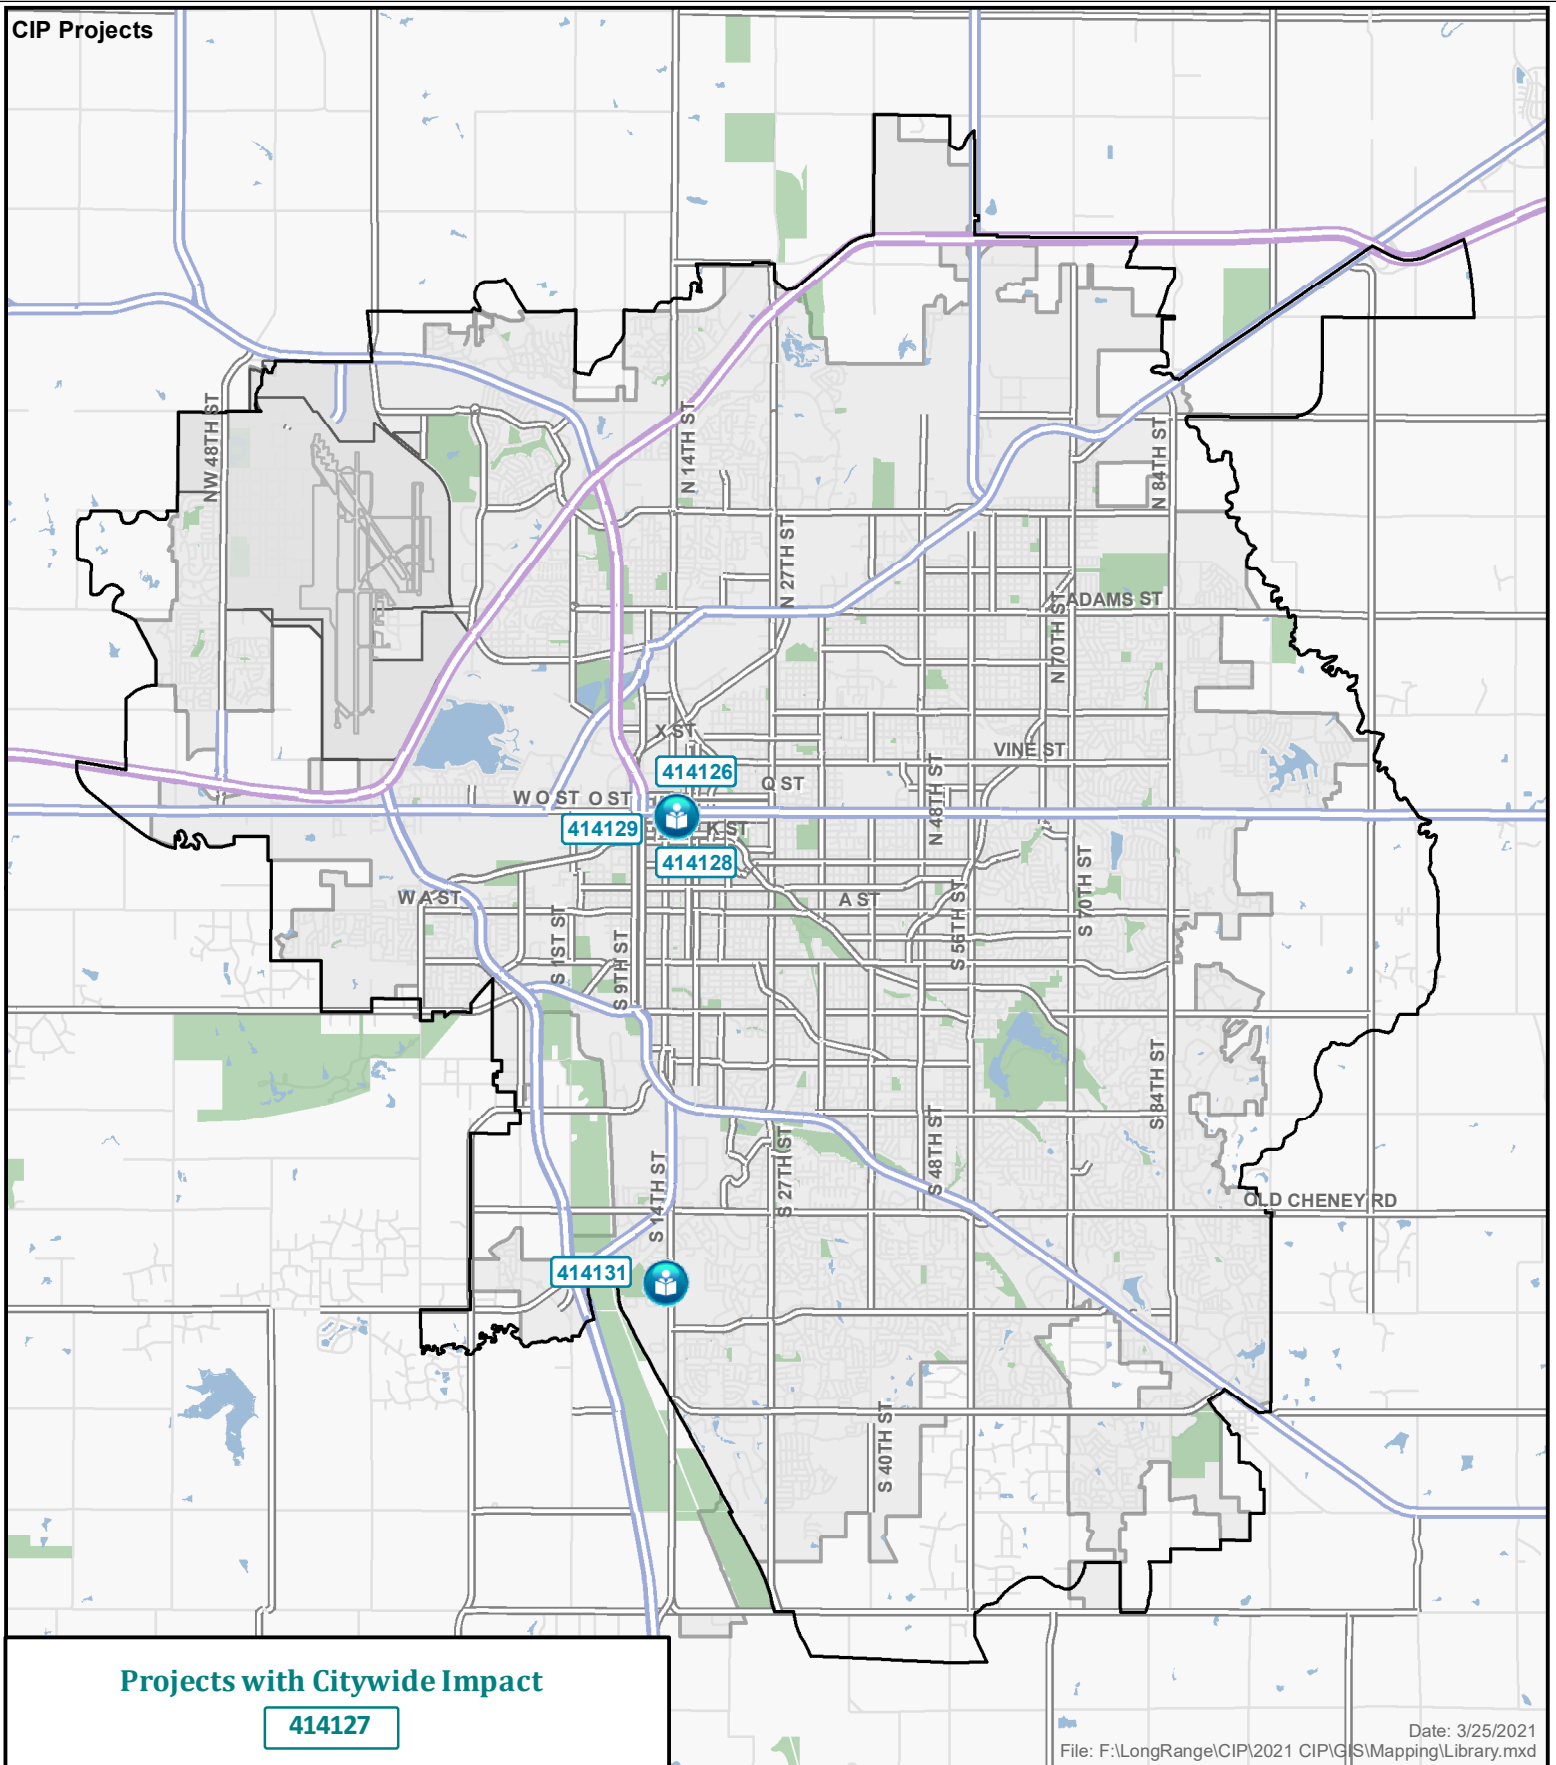 CIP Projects
NW 48TH ST
N 14TH ST
N 84TH ST
N 27TH ST
ADAMS ST
N 70TH ST
X ST
VINE ST
414126
Q ST
W O ST
O ST
N 48TH ST
414129
K ST
414128
W A ST
A ST
S 70TH ST
S 56TH ST
S 1ST ST
S 9TH ST
S 84TH ST
S 48TH ST
S 27TH ST
S 14TH ST
OLD CHENEY RD
414131
S 40TH ST
Projects with Citywide Impact
414127
Date: 3/25/2021
File: F:\LongRange\CIP\2021 CIP\GIS\Mapping\Library.mxd